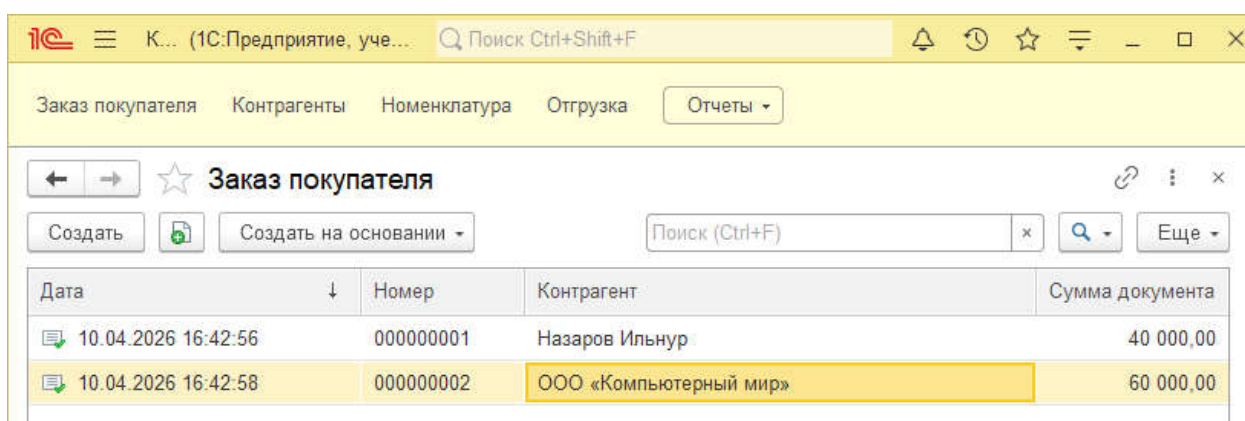 1С К... (1С:Предприятие, уче... Поиск Ctrl+Shift+F
Заказ покупателя Контрагенты Номенклатура Отгрузка Отчеты
Заказ покупателя
Создать Создать на основании Поиск (Ctrl+F) × Еще
Дата ↓ Номер Контрагент Сумма документа
10.04.2026 16:42:56 000000001 Назаров Ильнур 40 000,00
10.04.2026 16:42:58 000000002 ООО «Компьютерный мир» 60 000,00